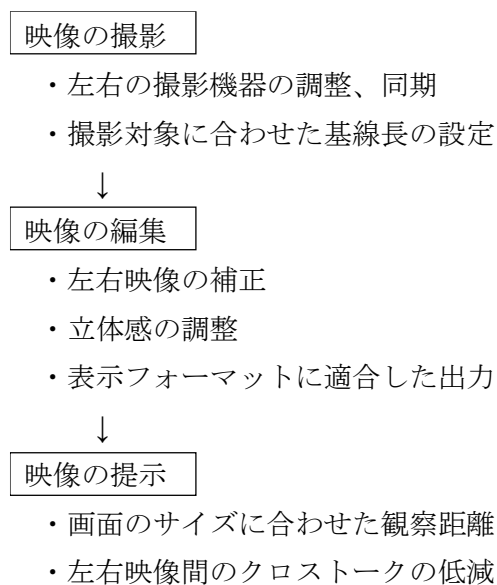 映像の撮影
・左右の撮影機器の調整、同期
・撮影対象に合わせた基線長の設定
↓
映像の編集
・左右映像の補正
・立体感の調整
・表示フォーマットに適合した出力
↓
映像の提示
・画面のサイズに合わせた観察距離
・左右映像間のクロストークの低減